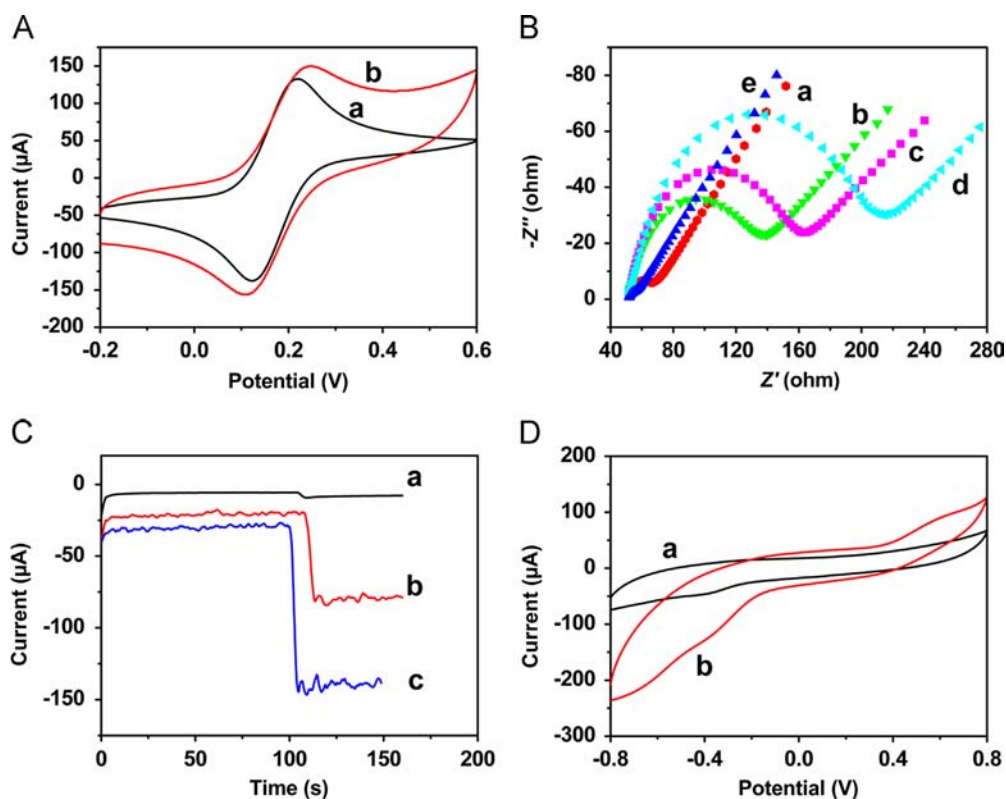 A
150
100
50
0
-50
-100
-150
-200
Current (µA)
-0.2 0.0 0.2 0.4 0.6
Potential (V)
a
b
B
-80
-60
-40
-20
0
-Z'' (ohm)
40 80 120 160 200 240 280
Z' (ohm)
e a b c d
C
0
-50
-100
-150
Current (µA)
0 50 100 150 200
Time (s)
a
b
c
D
200
100
0
-100
-200
-300
Current (µA)
-0.8 -0.4 0.0 0.4 0.8
Potential (V)
a
b